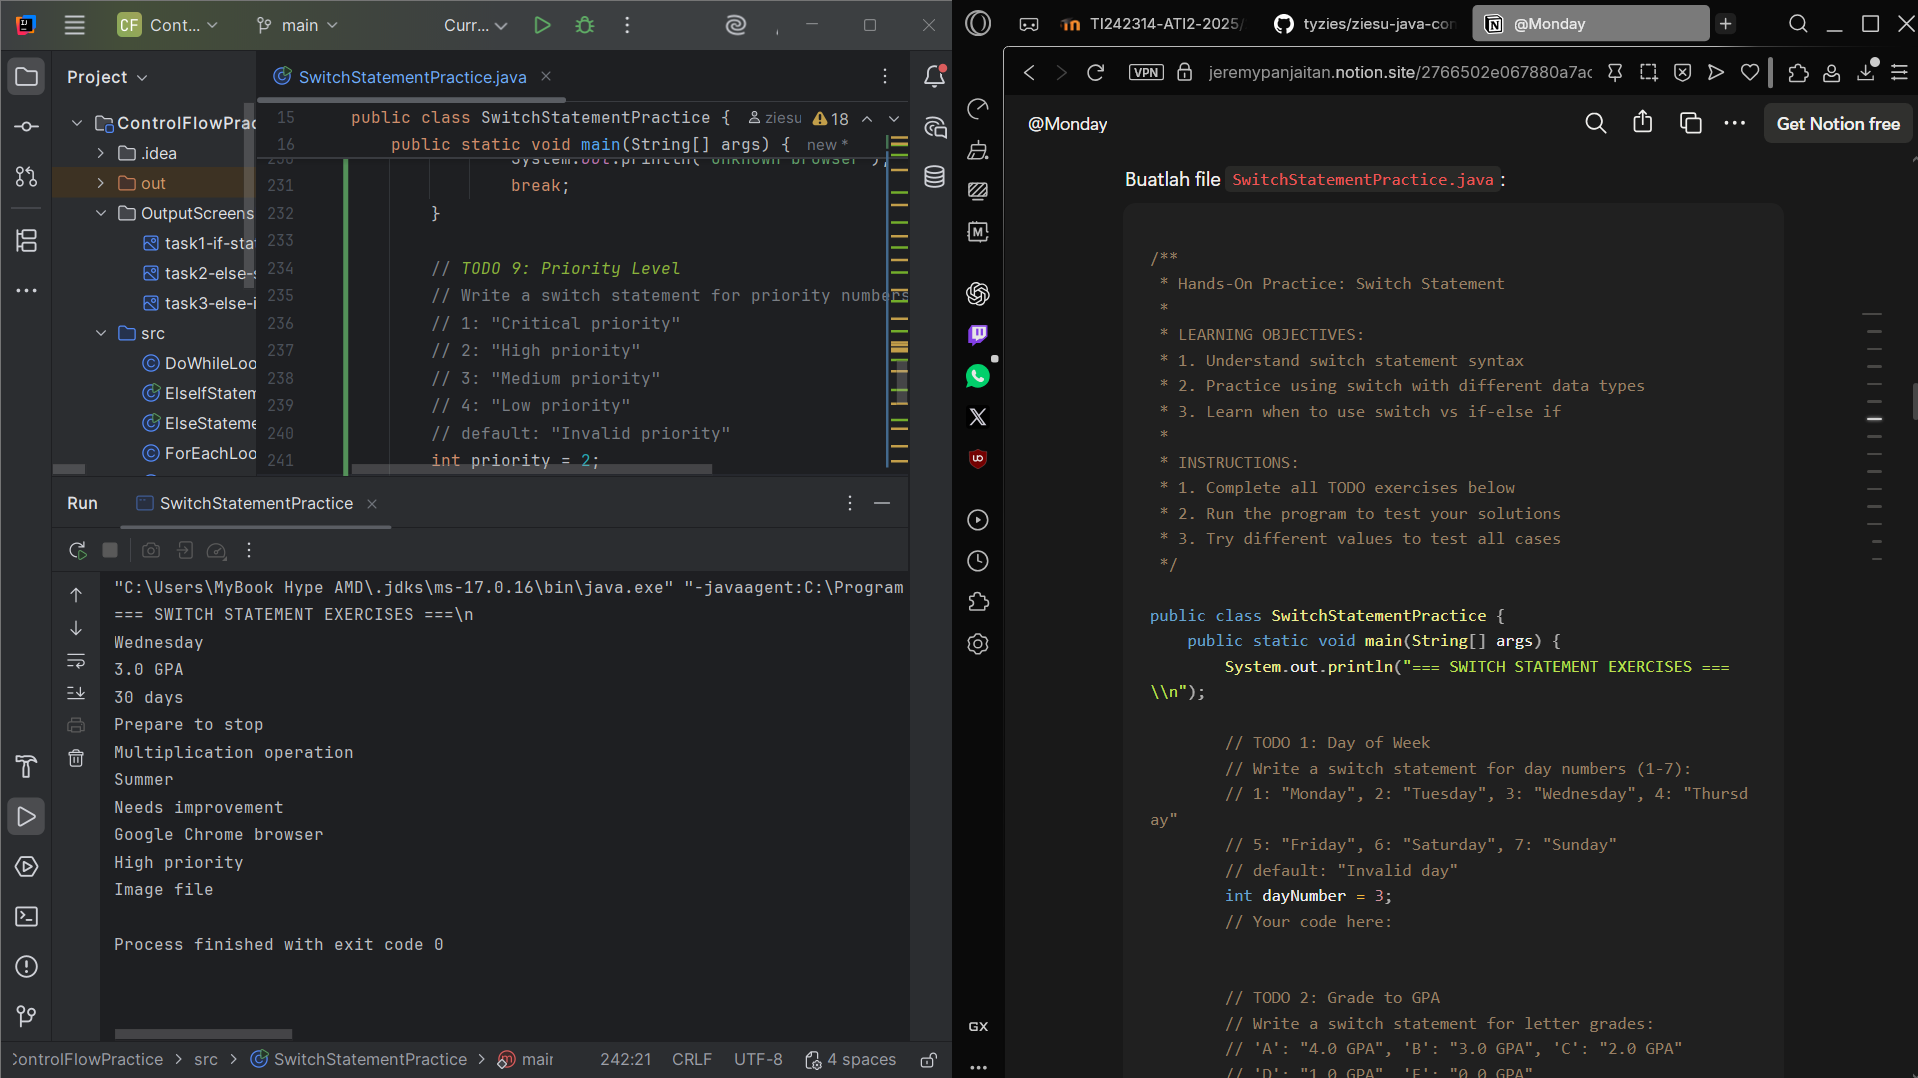 CF Cont...
main
Curr...
Project
SwitchStatementPractice.java
ControlFlowPrac
.idea
out
OutputScreens
task1-if-sta
task2-else-s
task3-else-i
src
DoWhileLoo
ElseIfStatem
ElseStateme
ForEachLoo
15 public class SwitchStatementPractice { ziesu 18
16 public static void main(String[] args) { new *
230 System.out.println("Unknown browser");
231 break;
232 }
233
234 // TODO 9: Priority Level
235 // Write a switch statement for priority numbers
236 // 1: "Critical priority"
237 // 2: "High priority"
238 // 3: "Medium priority"
239 // 4: "Low priority"
240 // default: "Invalid priority"
241 int priority = 2;
Run
SwitchStatementPractice
"C:\Users\MyBook Hype AMD\.jdks\ms-17.0.16\bin\java.exe" "-javaagent:C:\Program
=== SWITCH STATEMENT EXERCISES ===\n
Wednesday
3.0 GPA
30 days
Prepare to stop
Multiplication operation
Summer
Needs improvement
Google Chrome browser
High priority
Image file
Process finished with exit code 0
ControlFlowPractice > src > SwitchStatementPractice > main
242:21 CRLF UTF-8 4 spaces
TI242314-ATI2-2025/
tyzies/ziesu-java-con
@Monday
VPN
jeremypanjaitan.notion.site/2766502e067880a7ac
@Monday
Get Notion free
GX
Buatlah file SwitchStatementPractice.java :
/**
* Hands-On Practice: Switch Statement
*
* LEARNING OBJECTIVES:
* 1. Understand switch statement syntax
* 2. Practice using switch with different data types
* 3. Learn when to use switch vs if-else if
*
* INSTRUCTIONS:
* 1. Complete all TODO exercises below
* 2. Run the program to test your solutions
* 3. Try different values to test all cases
*/
public class SwitchStatementPractice {
public static void main(String[] args) {
System.out.println("=== SWITCH STATEMENT EXERCISES ===
\\n");
// TODO 1: Day of Week
// Write a switch statement for day numbers (1-7):
// 1: "Monday", 2: "Tuesday", 3: "Wednesday", 4: "Thursd
ay"
// 5: "Friday", 6: "Saturday", 7: "Sunday"
// default: "Invalid day"
int dayNumber = 3;
// Your code here:
// TODO 2: Grade to GPA
// Write a switch statement for letter grades:
// 'A': "4.0 GPA", 'B': "3.0 GPA", 'C': "2.0 GPA"
// 'D': "1.0 GPA", 'F': "0.0 GPA"